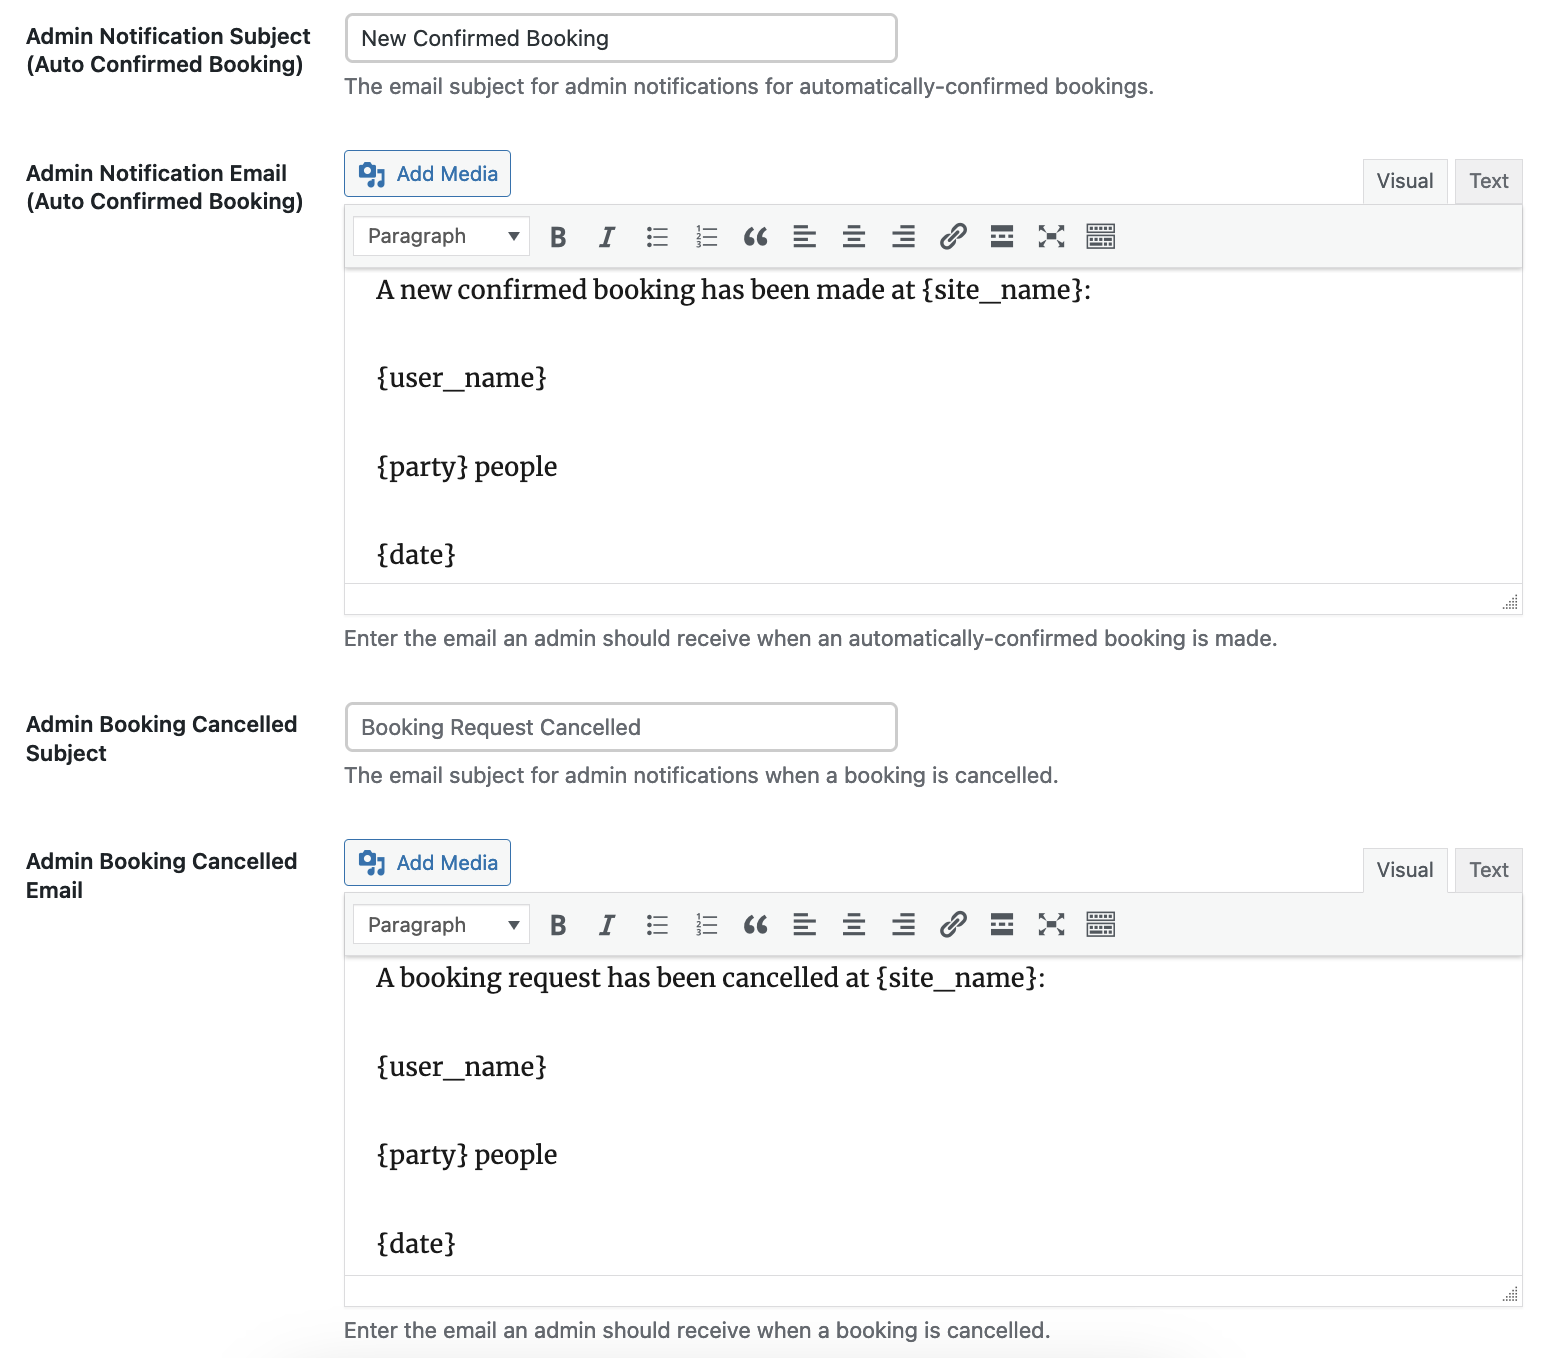 Admin Notification Subject
(Auto Confirmed Booking)
New Confirmed Booking
The email subject for admin notifications for automatically-confirmed bookings.
Admin Notification Email
(Auto Confirmed Booking)
Add Media
Visual
Text
Paragraph
A new confirmed booking has been made at {site_name}:
{user_name}
{party} people
{date}
Enter the email an admin should receive when an automatically-confirmed booking is made.
Admin Booking Cancelled
Subject
Booking Request Cancelled
The email subject for admin notifications when a booking is cancelled.
Admin Booking Cancelled
Email
Add Media
Visual
Text
Paragraph
A booking request has been cancelled at {site_name}:
{user_name}
{party} people
{date}
Enter the email an admin should receive when a booking is cancelled.